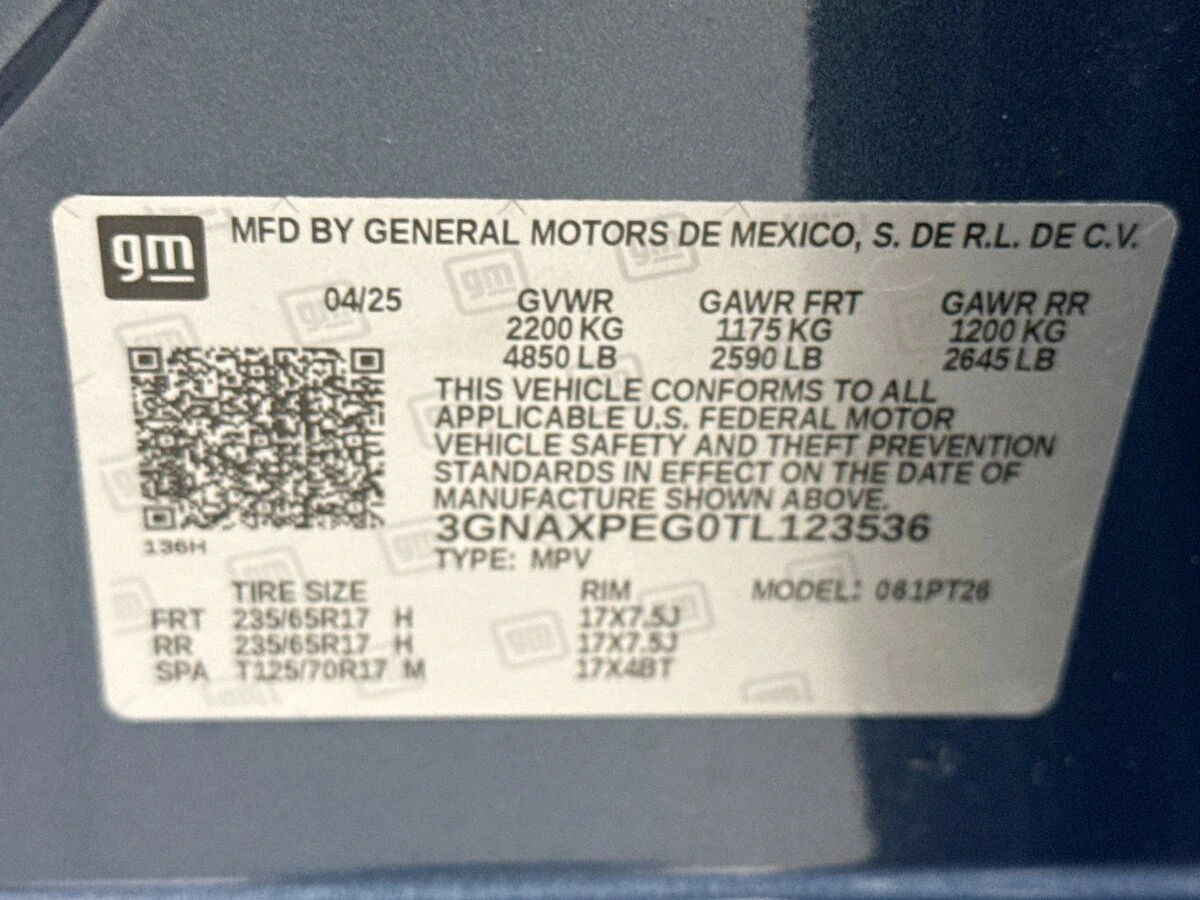 gm MFD BY GENERAL MOTORS DE MEXICO, S. DE R.L. DE C.V.
04/25 GVWR GAWR FRT GAWR RR
2200 KG 1175 KG 1200 KG
4850 LB 2590 LB 2645 LB
THIS VEHICLE CONFORMS TO ALL
APPLICABLE U.S. FEDERAL MOTOR
VEHICLE SAFETY AND THEFT PREVENTION
STANDARDS IN EFFECT ON THE DATE OF
MANUFACTURE SHOWN ABOVE.
3GNAXPEG0TL123536
136H
TYPE: MPV
TIRE SIZE RIM MODEL: 061PT26
FRT 235/65R17 H 17X7.5J
RR 235/65R17 H 17X7.5J
SPA T125/70R17 M 17X4BT